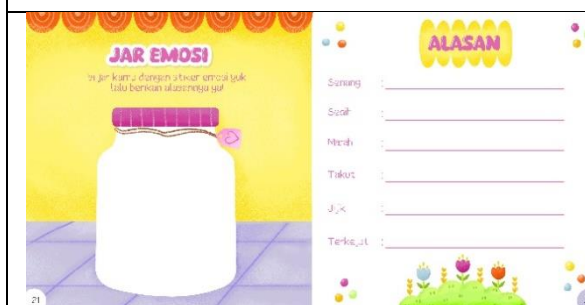 JAR EMOSI
isi jar kamu dengan stiker emosi yuk
lalu berikan alasannya ya!
21
ALASAN
Senang :
Sedih :
Marah :
Takut :
Jijik :
Terkejut :